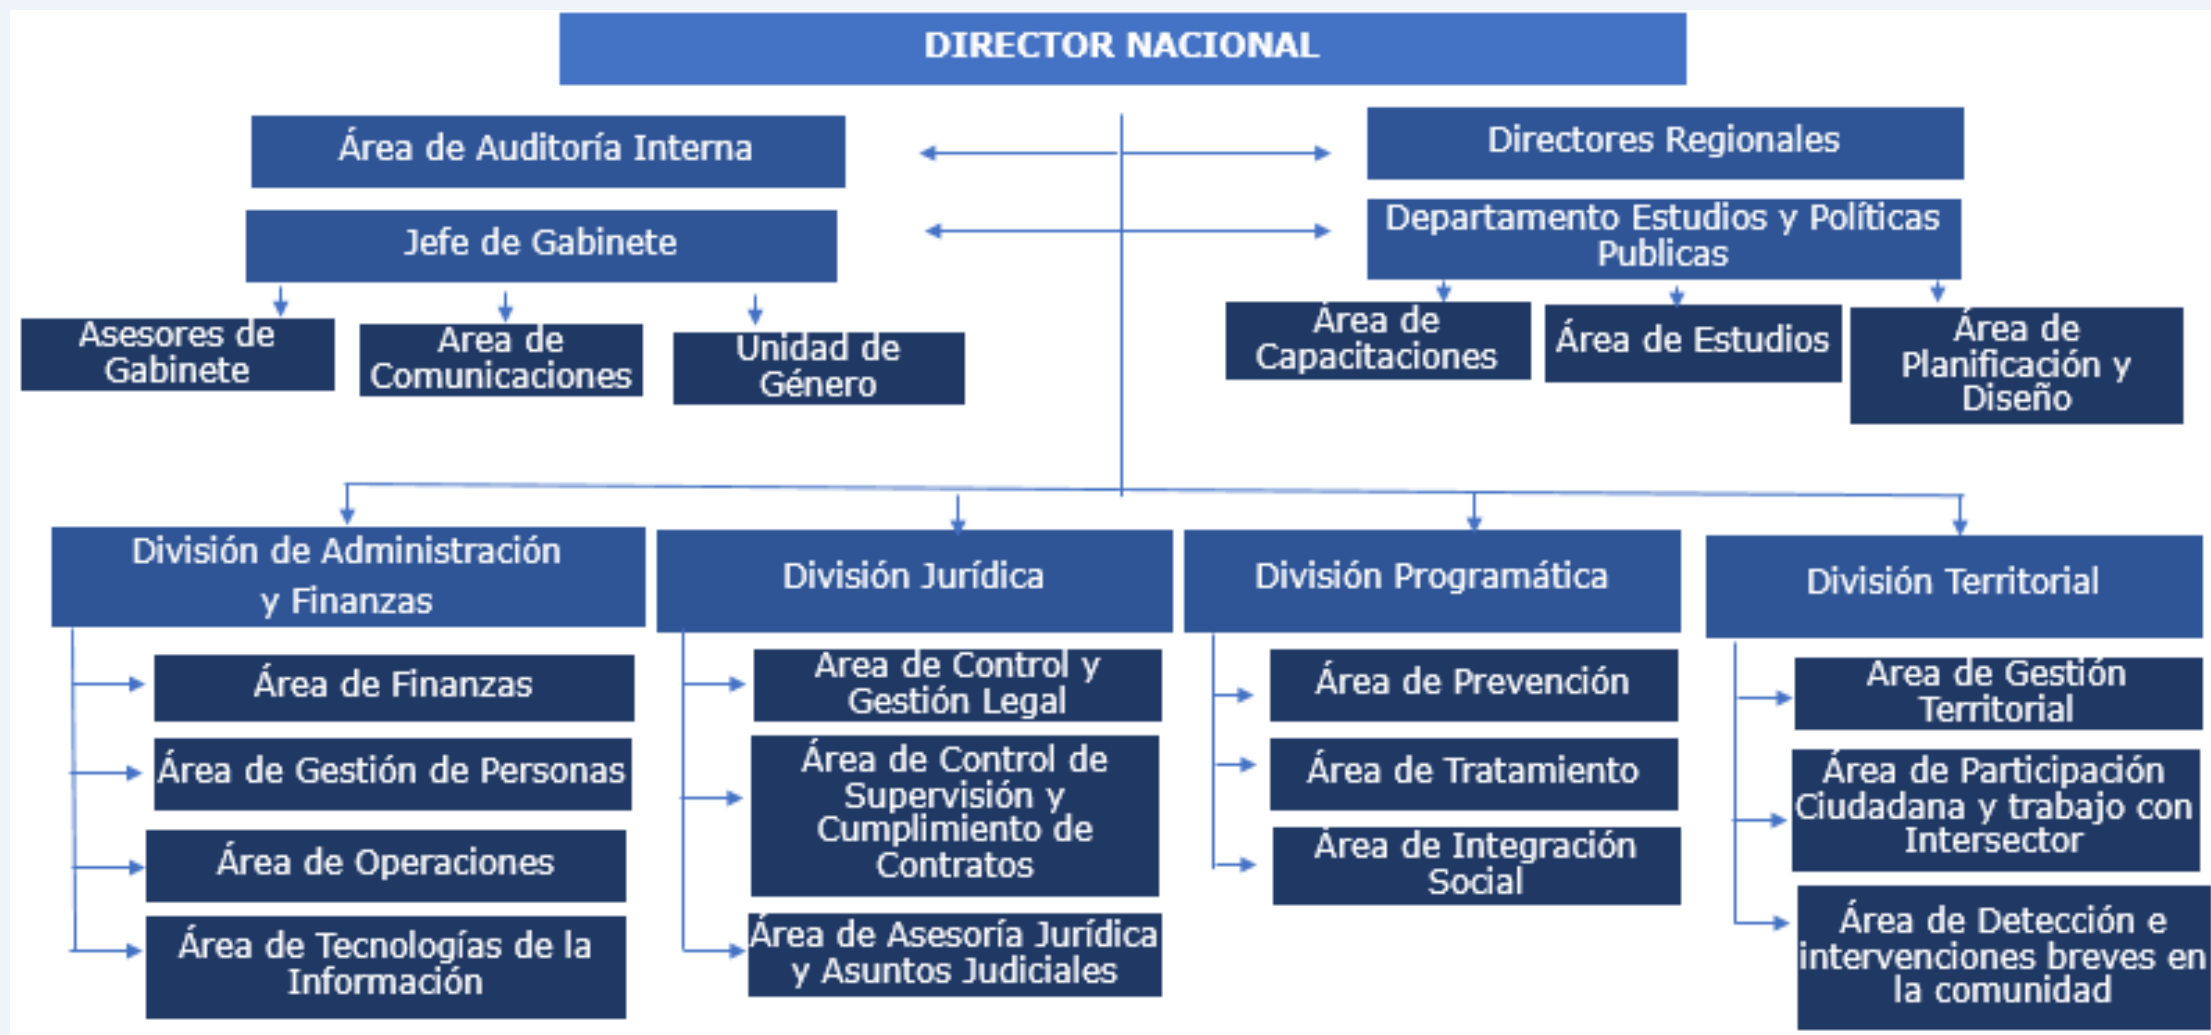 DIRECTOR NACIONAL
Área de Auditoría Interna
Directores Regionales
Jefe de Gabinete
Departamento Estudios y Políticas
Publicas
Asesores de
Gabinete
Area de
Comunicaciones
Unidad de
Género
Área de
Capacitaciones
Área de Estudios
Área de
Planificación y
Diseño
División de Administración
y Finanzas
Área de Finanzas
Área de Gestión de Personas
Área de Operaciones
Área de Tecnologías de la
Información
División Jurídica
Area de Control y
Gestión Legal
Área de Control de
Supervisión y
Cumplimiento de
Contratos
Área de Asesoría Jurídica
y Asuntos Judiciales
División Programática
Área de Prevención
Área de Tratamiento
Área de Integración
Social
División Territorial
Area de Gestión
Territorial
Área de Participación
Ciudadana y trabajo con
Intersector
Área de Detección e
intervenciones breves en
la comunidad